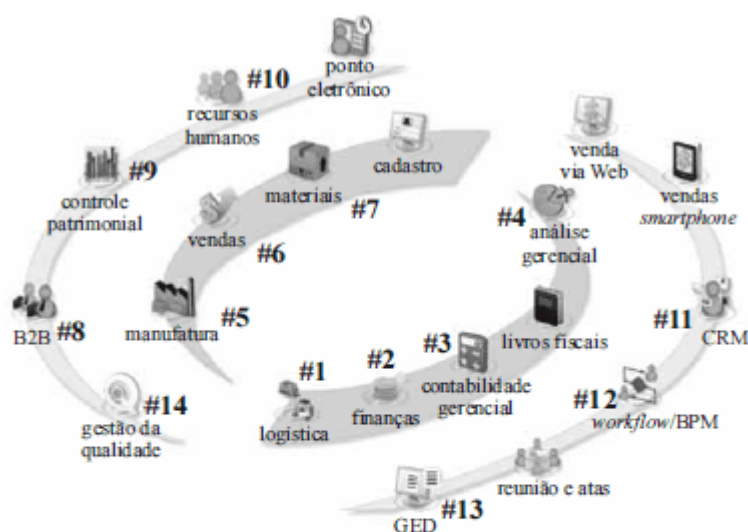 ponto
eletrônico
#10
recursos
humanos
#9
controle
patrimonial
B2B
#8
#14
gestão da
qualidade
cadastro
materiais
#7
vendas
#6
manufatura
#5
#4
análise
gerencial
livros fiscais
#3
contabilidade
gerencial
#2
finanças
#1
logística
venda
via Web
vendas
smartphone
#11
CRM
#12
workflow/BPM
reunião e atas
#13
GED